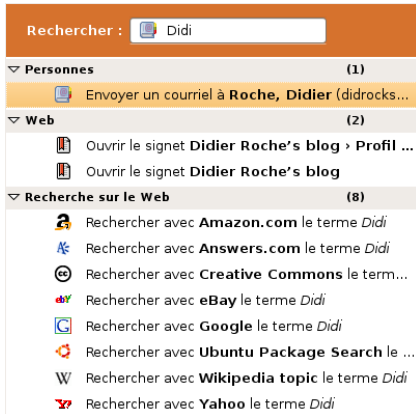 Rechercher : Didi
Personnes (1)
Envoyer un courriel à Roche, Didier (didrocks...
Web (2)
Ouvrir le signet Didier Roche's blog › Profil ...
Ouvrir le signet Didier Roche's blog
Recherche sur le Web (8)
Rechercher avec Amazon.com le terme Didi
Rechercher avec Answers.com le terme Didi
Rechercher avec Creative Commons le term...
Rechercher avec eBay le terme Didi
Rechercher avec Google le terme Didi
Rechercher avec Ubuntu Package Search le ...
Rechercher avec Wikipedia topic le terme Didi
Rechercher avec Yahoo le terme Didi